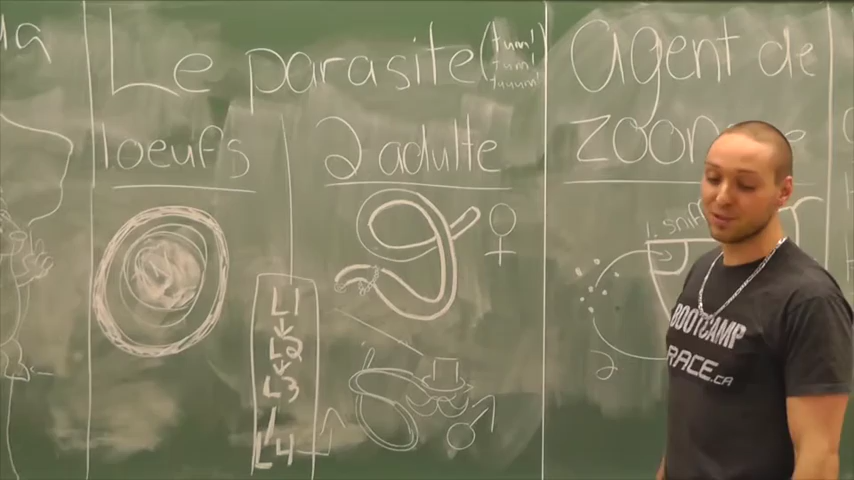 Le parasite
(tum!
tum!
tuuum!
agent de
1 oeufs
2 adulte
♀
L1
L2
L3
L4
♂
1. sniff
2
BOOTCAMP
RACE.CA